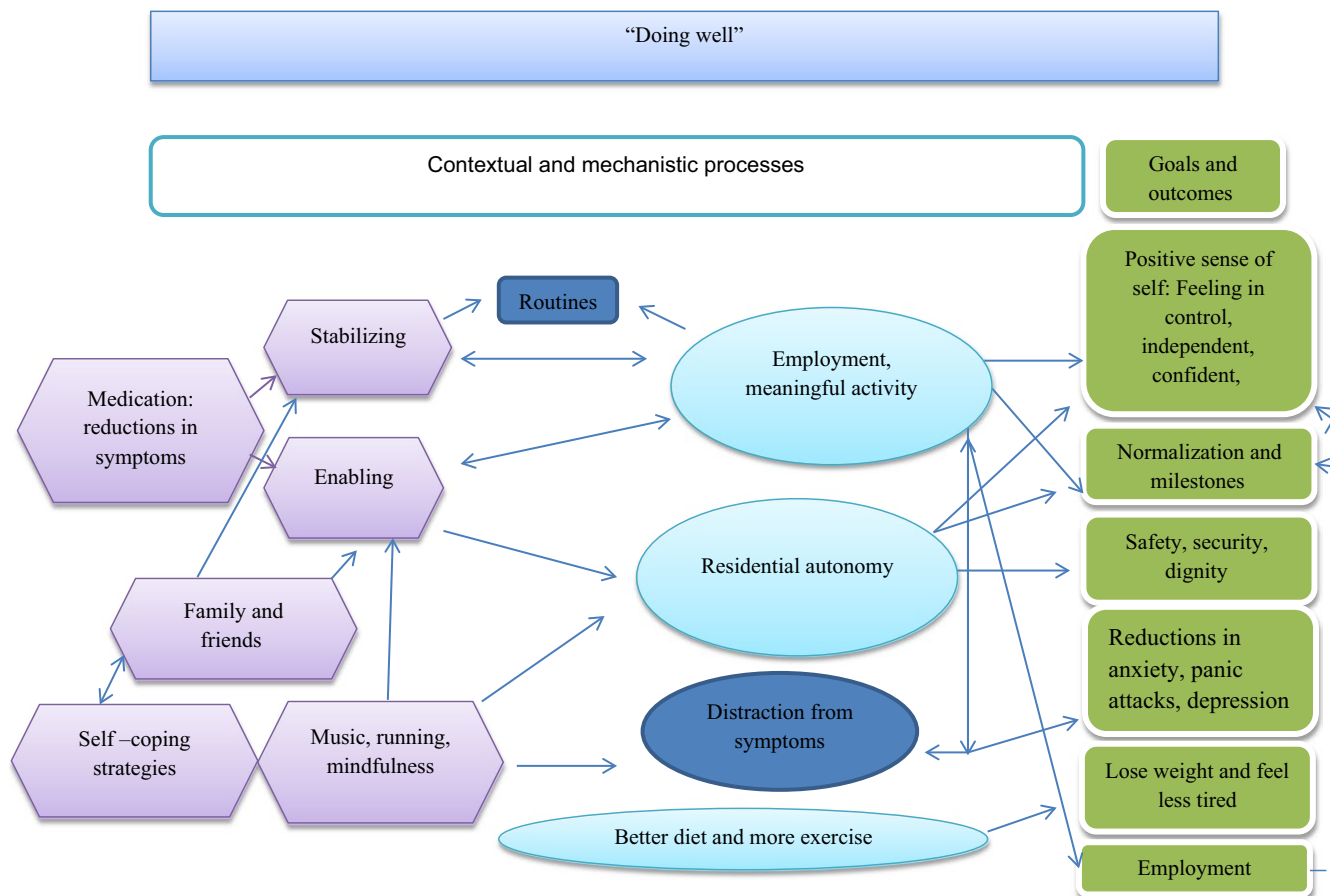 “Doing well”
Contextual and mechanistic processes
Goals and
outcomes
Positive sense of
self: Feeling in
control,
independent,
confident,
Routines
Stabilizing
Employment,
meaningful activity
Medication:
reductions in
symptoms
Enabling
Normalization and
milestones
Safety, security,
dignity
Residential autonomy
Family and
friends
Reductions in
anxiety, panic
attacks, depression
Distraction from
symptoms
Self –coping
strategies
Music, running,
mindfulness
Lose weight and feel
less tired
Better diet and more exercise
Employment